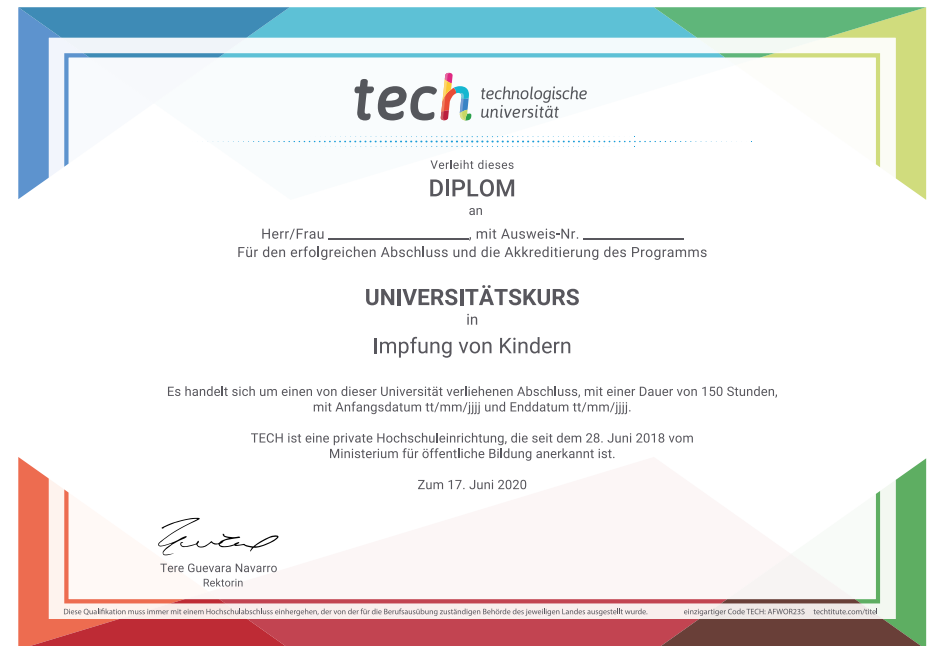 tech technologische
universität
Verleiht dieses
DIPLOM
an
Herr/Frau ____________________, mit Ausweis-Nr. ______________
Für den erfolgreichen Abschluss und die Akkreditierung des Programms
UNIVERSITÄTSKURS
in
Impfung von Kindern
Es handelt sich um einen von dieser Universität verliehenen Abschluss, mit einer Dauer von 150 Stunden,
mit Anfangsdatum tt/mm/jjjj und Enddatum tt/mm/jjjj.
TECH ist eine private Hochschuleinrichtung, die seit dem 28. Juni 2018 vom
Ministerium für öffentliche Bildung anerkannt ist.
Zum 17. Juni 2020
Tere Guevara Navarro
Rektorin
Diese Qualifikation muss immer mit einem Hochschulabschluss einhergehen, der von der für die Berufsausübung zuständigen Behörde des jeweiligen Landes ausgestellt wurde. einzigartiger Code TECH: AFWOR23S techtitute.com/titel